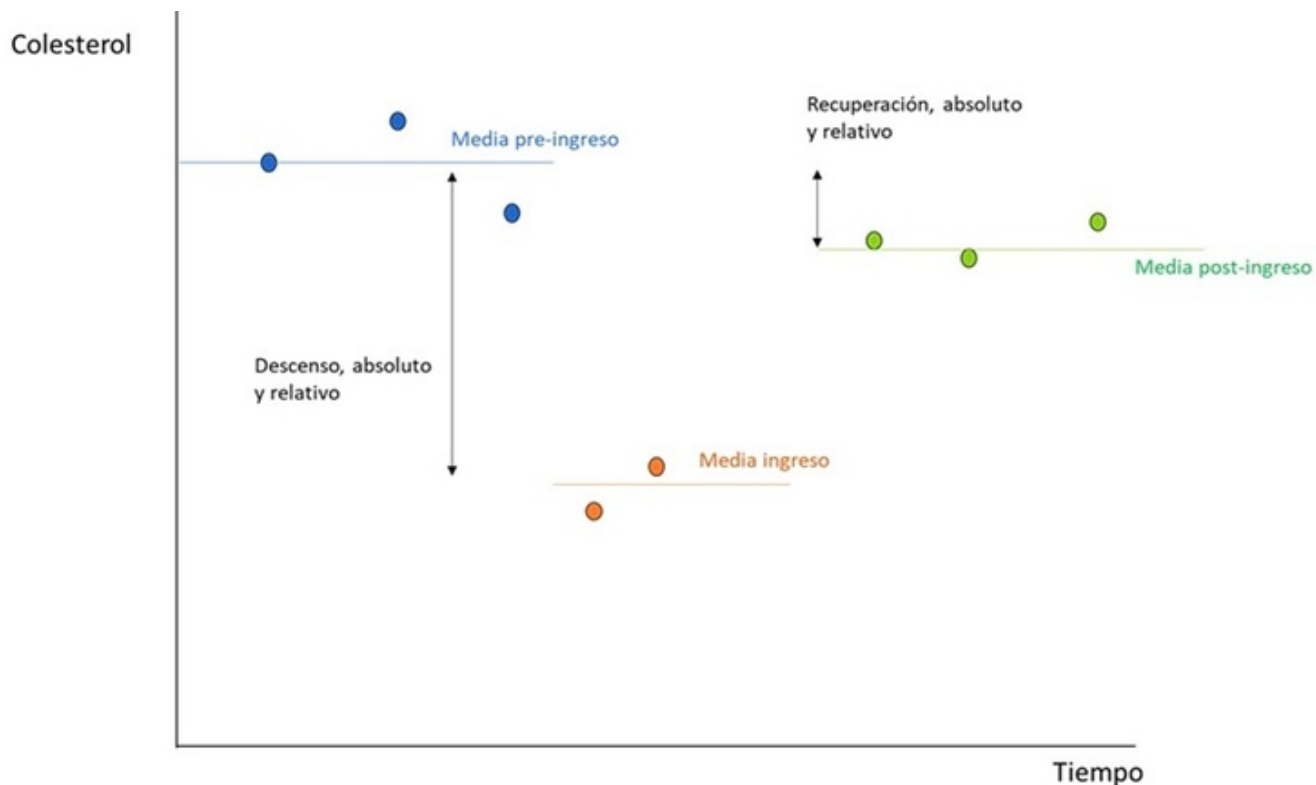 Colesterol
Recuperación, absoluto
y relativo
Media pre-ingreso
Media post-ingreso
Descenso, absoluto
y relativo
Media ingreso
Tiempo